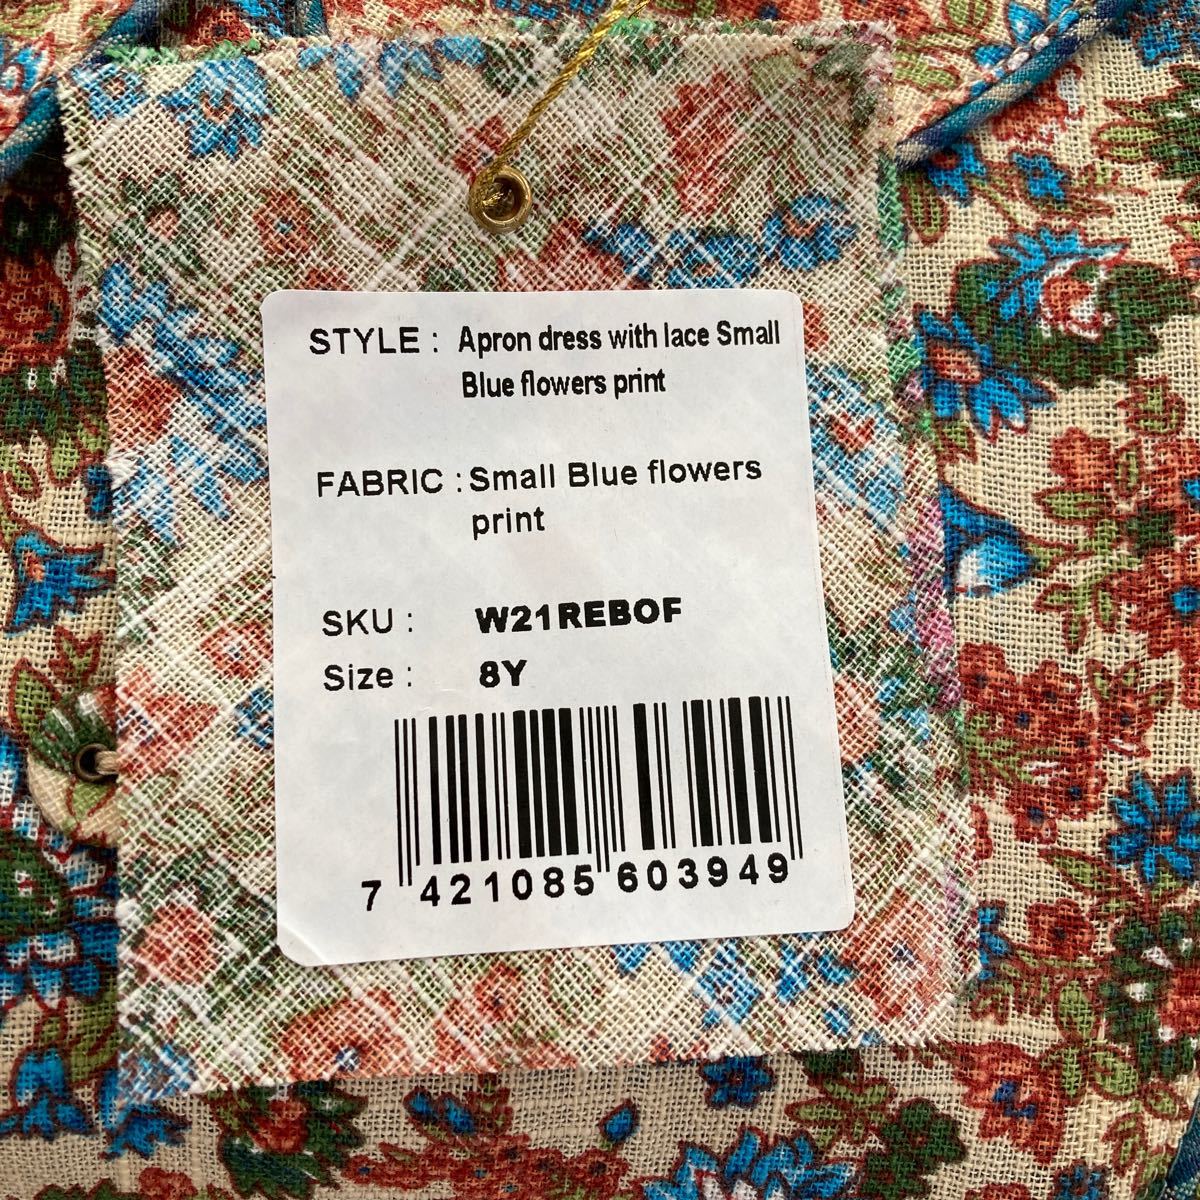 STYLE : Apron dress with lace Small
Blue flowers print
FABRIC : Small Blue flowers
print
SKU : W21REBOF
Size : 8Y
7 421085 603949